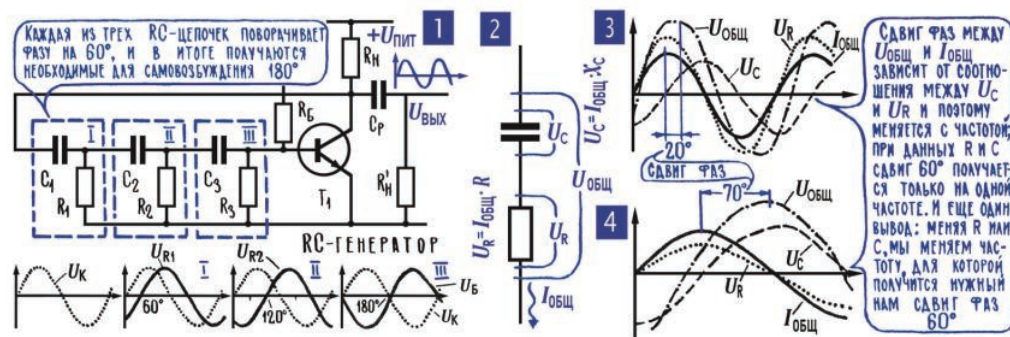 1
Каждая из трех RC-цепочек поворачивает
фазу на 60°, и в итоге получаются
необходимые для самовозбуждения 180°
+Uпит
Rн
Rб
Cр
Uвых
I
II
III
C1
R1
C2
R2
C3
R3
T1
R'н
RC-генератор
Uк
UR1
I
60°
UR2
II
120°
III
180°
Uб
Uк
2
Uc
UR
Uобщ
Uc = Iобщ · Xc
UR = Iобщ · R
Iобщ
3
Uобщ
UR
Iобщ
Uc
20°
Сдвиг фаз
4
70°
Uобщ
Uc
UR
Iобщ
Сдвиг фаз между
Uобщ и Iобщ
зависит от соотно-
шения между Uc
и UR и поэтому
меняется с частотой,
при данных R и C
сдвиг 60° получает-
ся только на одной
частоте. И еще один
вывод: меняя R или
C, мы меняем час-
тоту, для которой
получится нужный
нам сдвиг фаз
60°